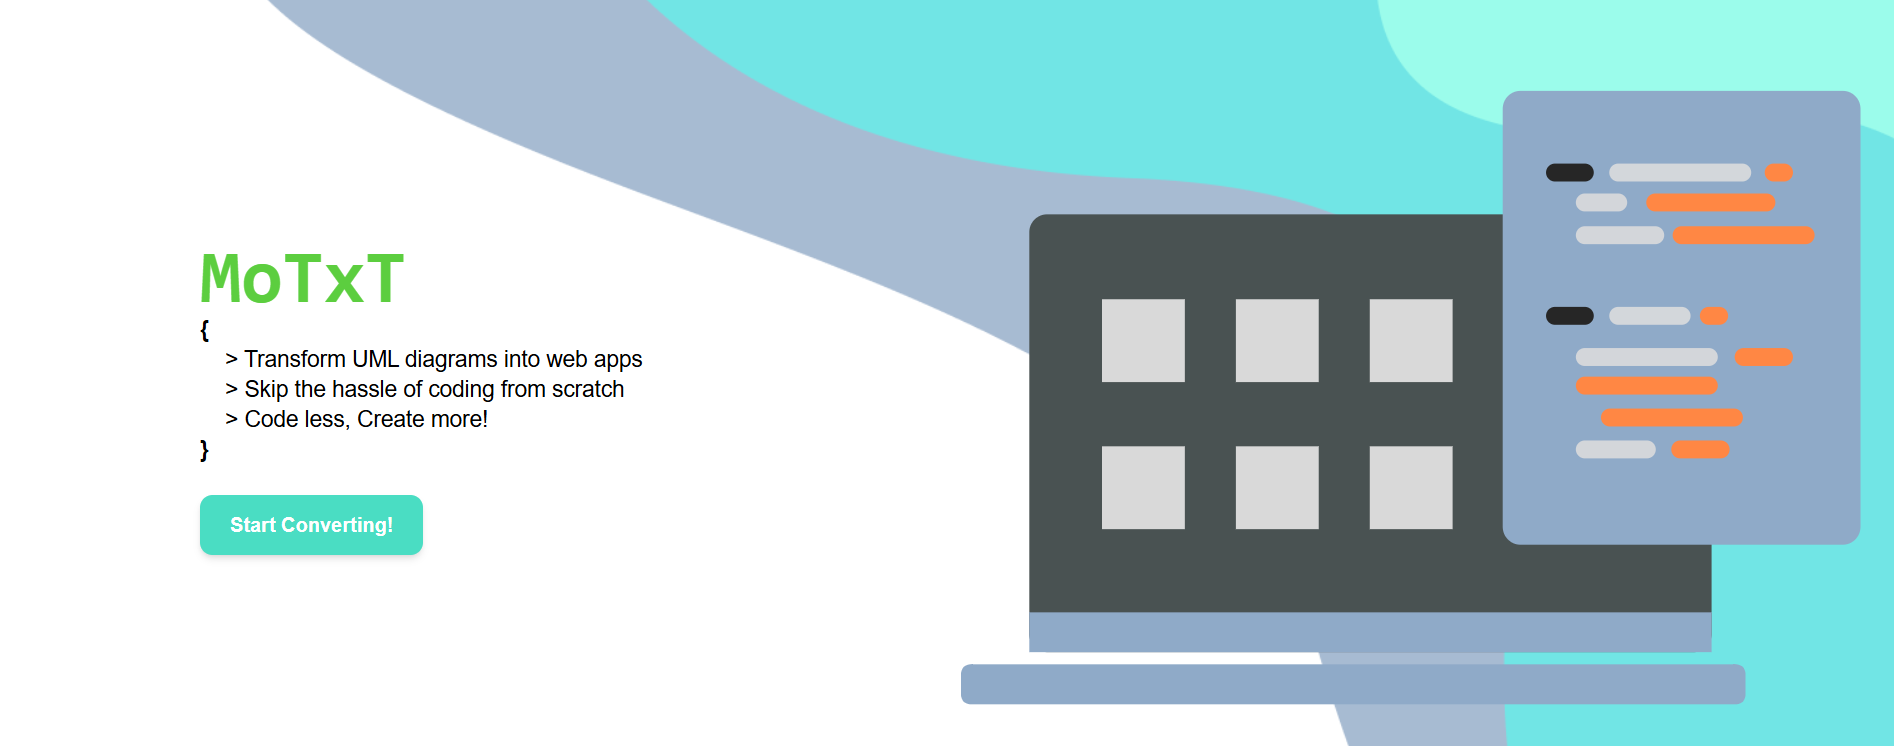 MoTxT
{
> Transform UML diagrams into web apps
> Skip the hassle of coding from scratch
> Code less, Create more!
}
Start Converting!